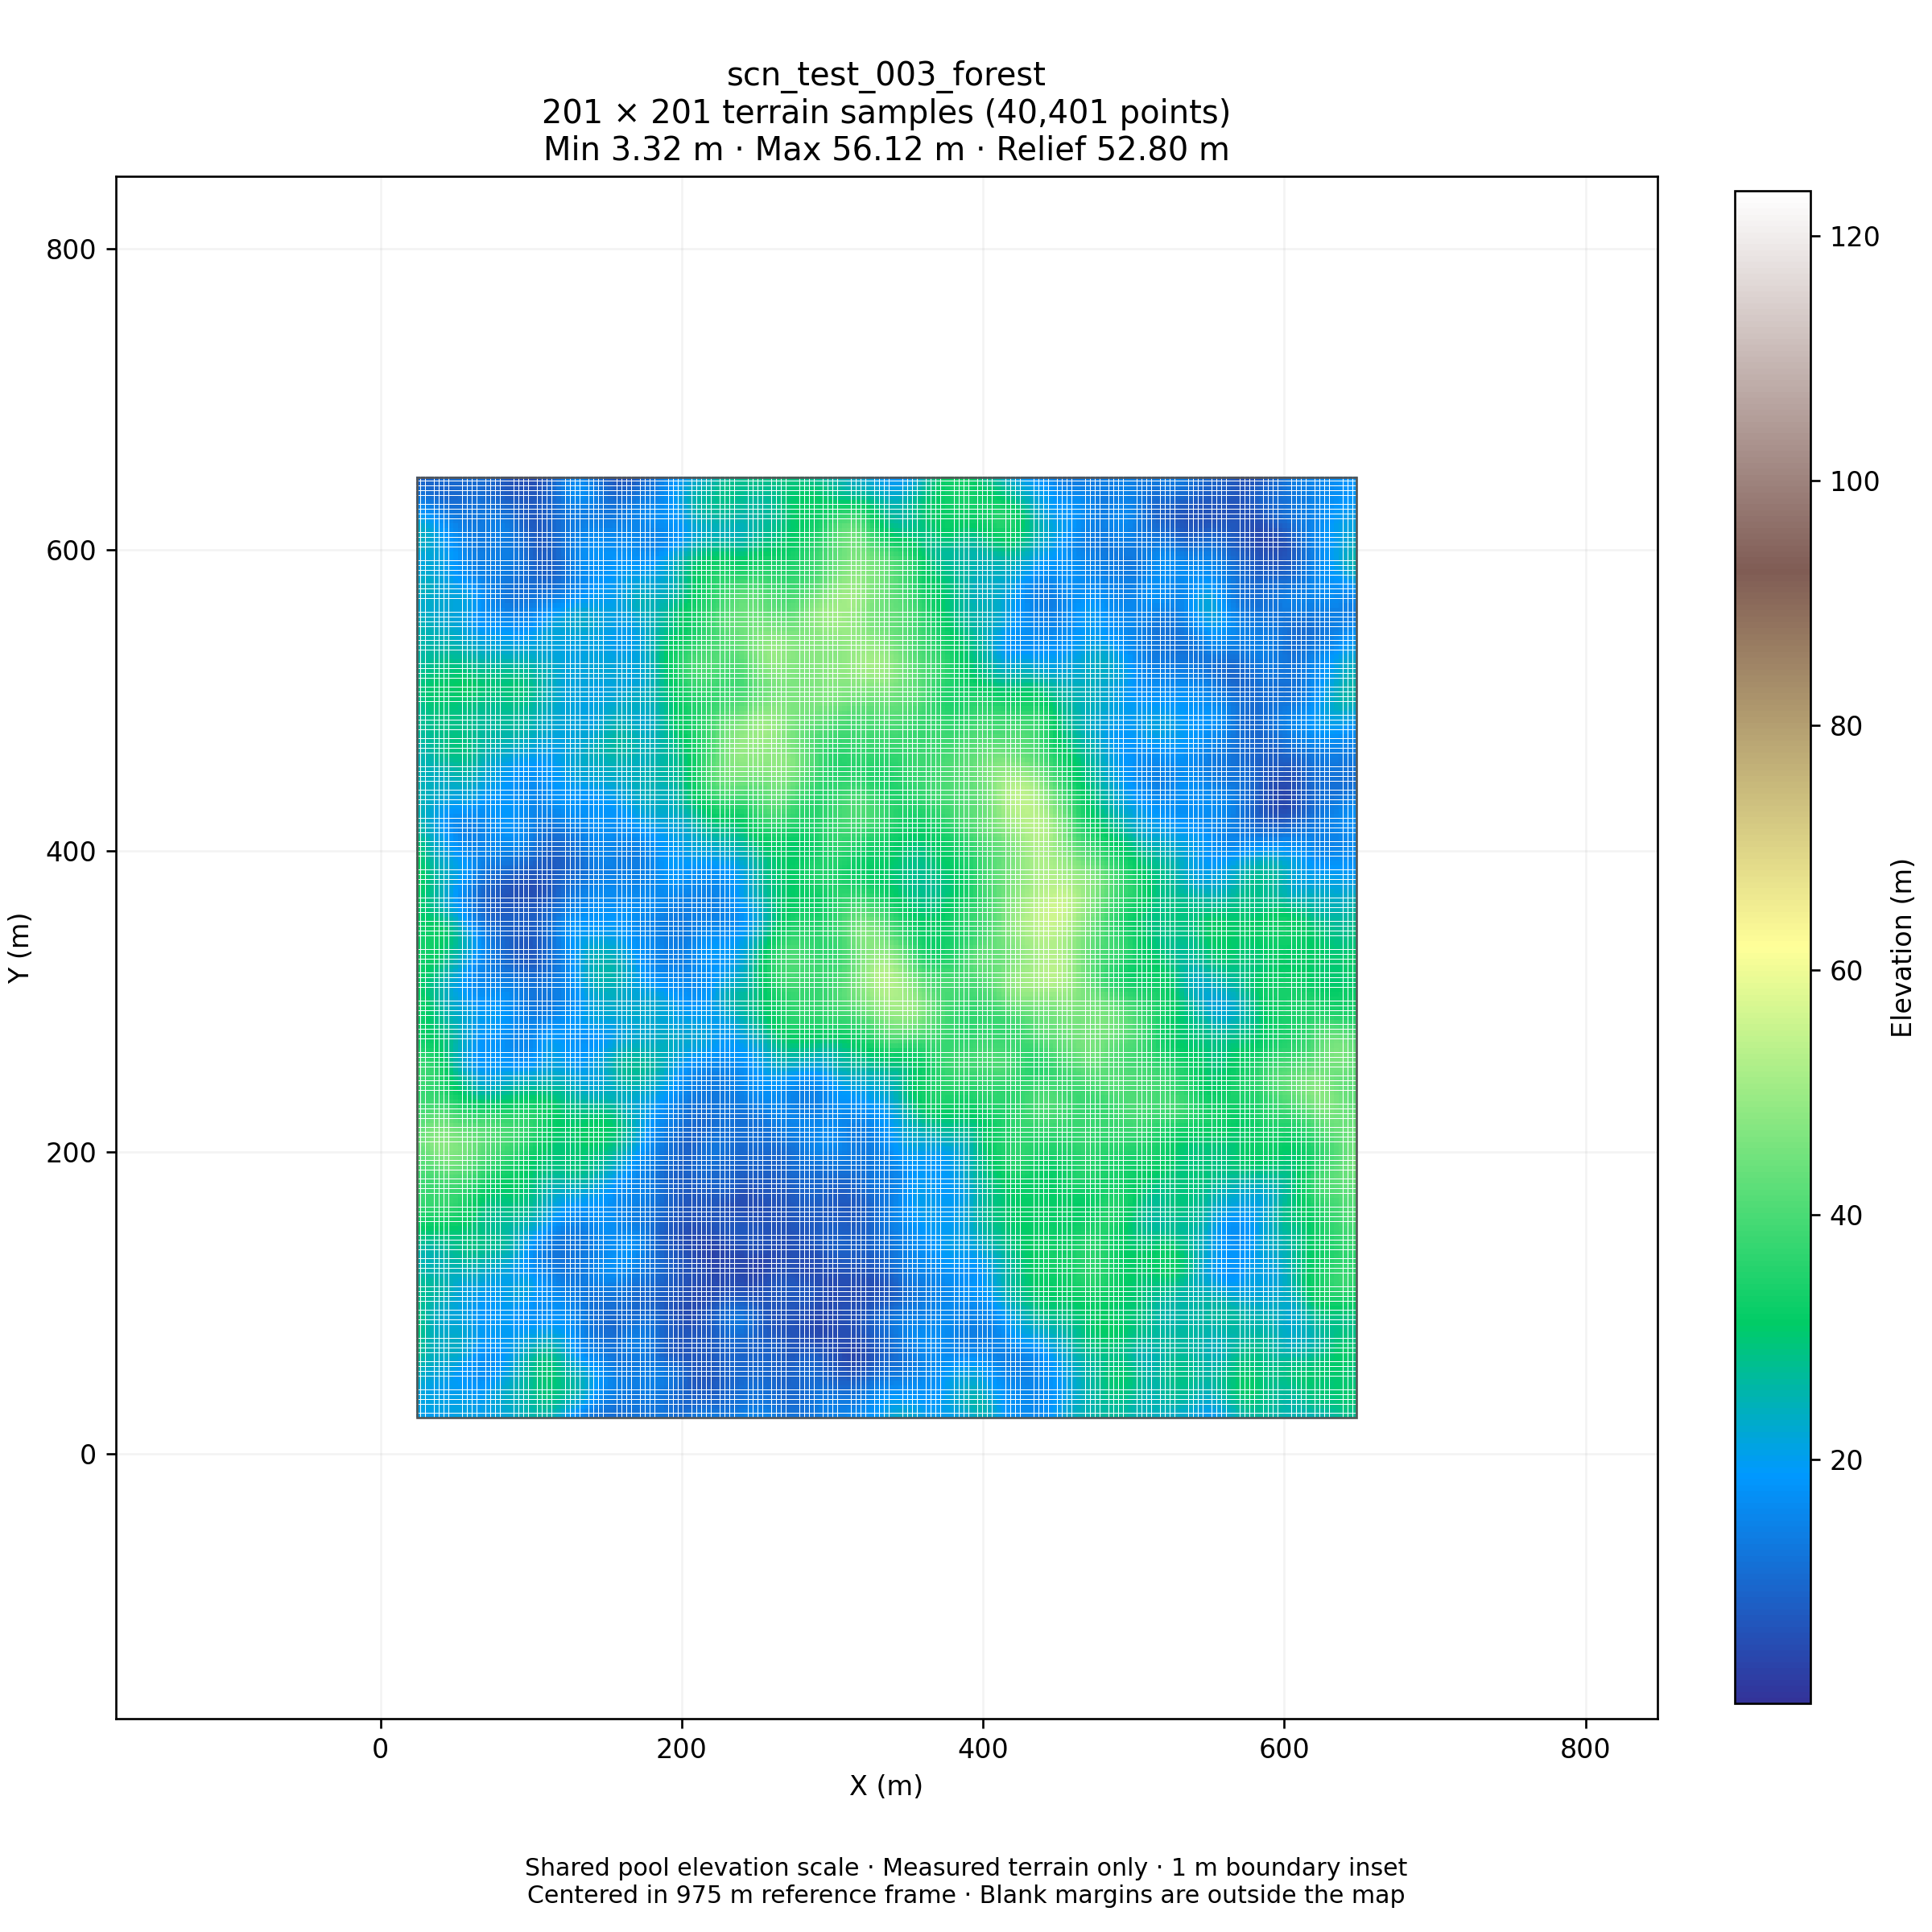 scn_test_003_forest
201 × 201 terrain samples (40,401 points)
Min 3.32 m · Max 56.12 m · Relief 52.80 m
800
600
400
200
0
Y (m)
0
200
400
600
800
X (m)
120
100
80
60
40
20
Elevation (m)
Shared pool elevation scale · Measured terrain only · 1 m boundary inset
Centered in 975 m reference frame · Blank margins are outside the map